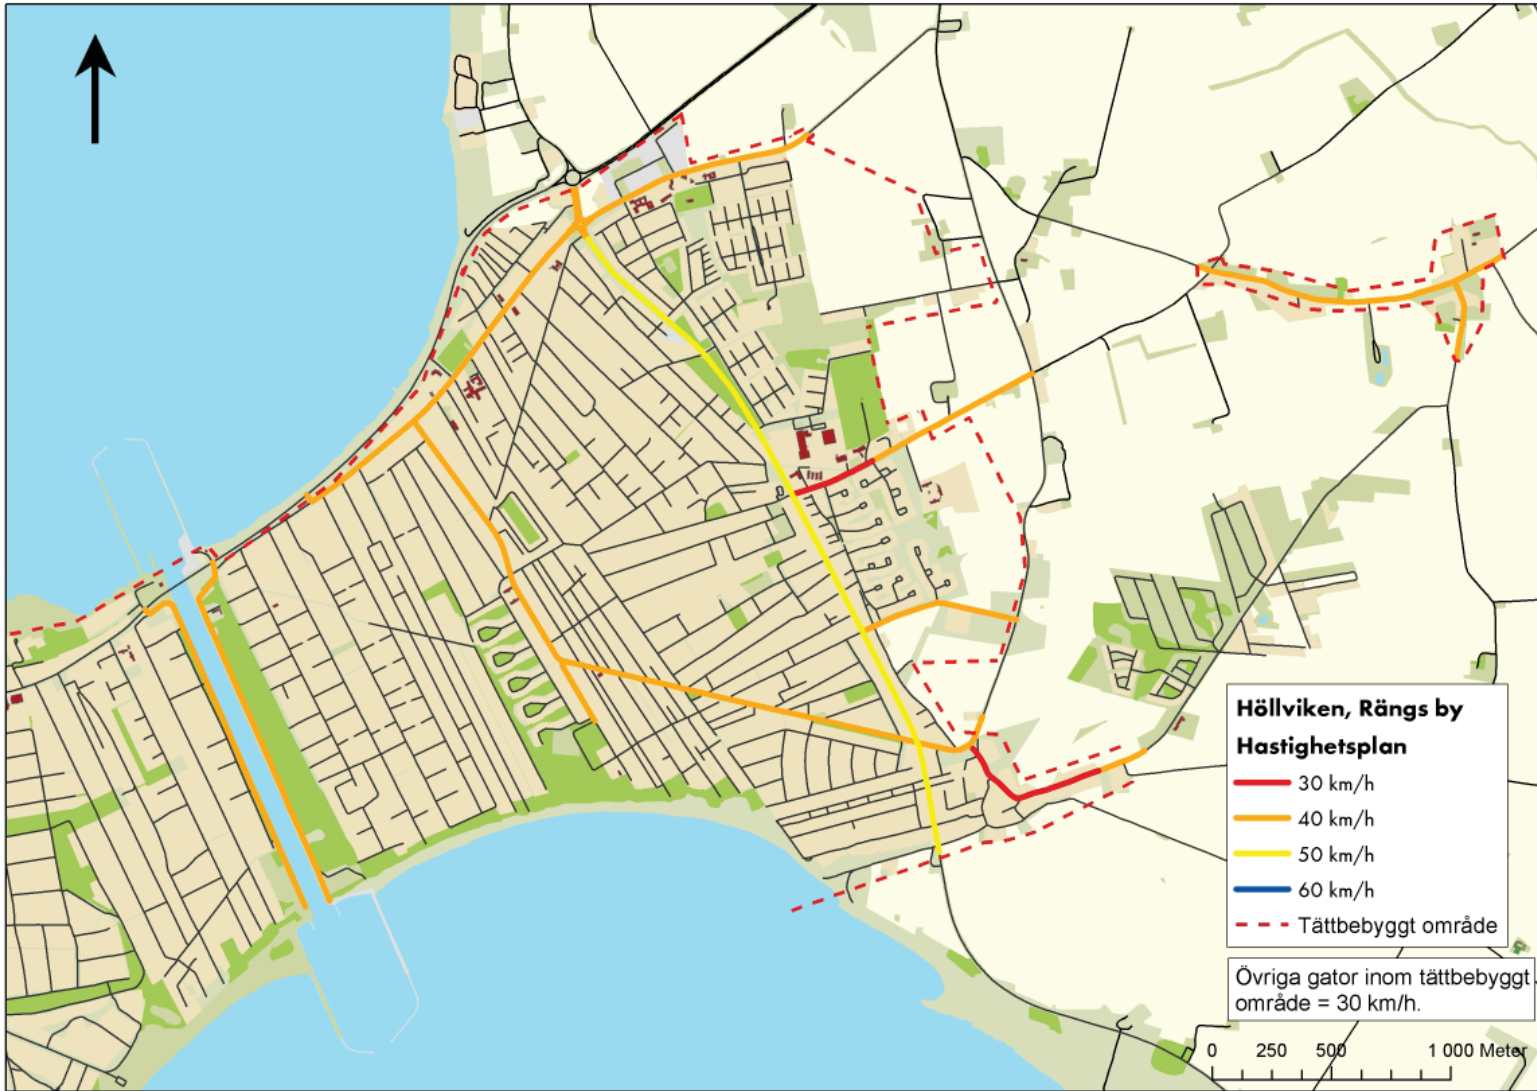 Höllviken, Rängs by
Hastighetsplan
30 km/h
40 km/h
50 km/h
60 km/h
Tättbebyggt område
Övriga gator inom tättbebyggt
område = 30 km/h.
0 250 500 1 000 Meter